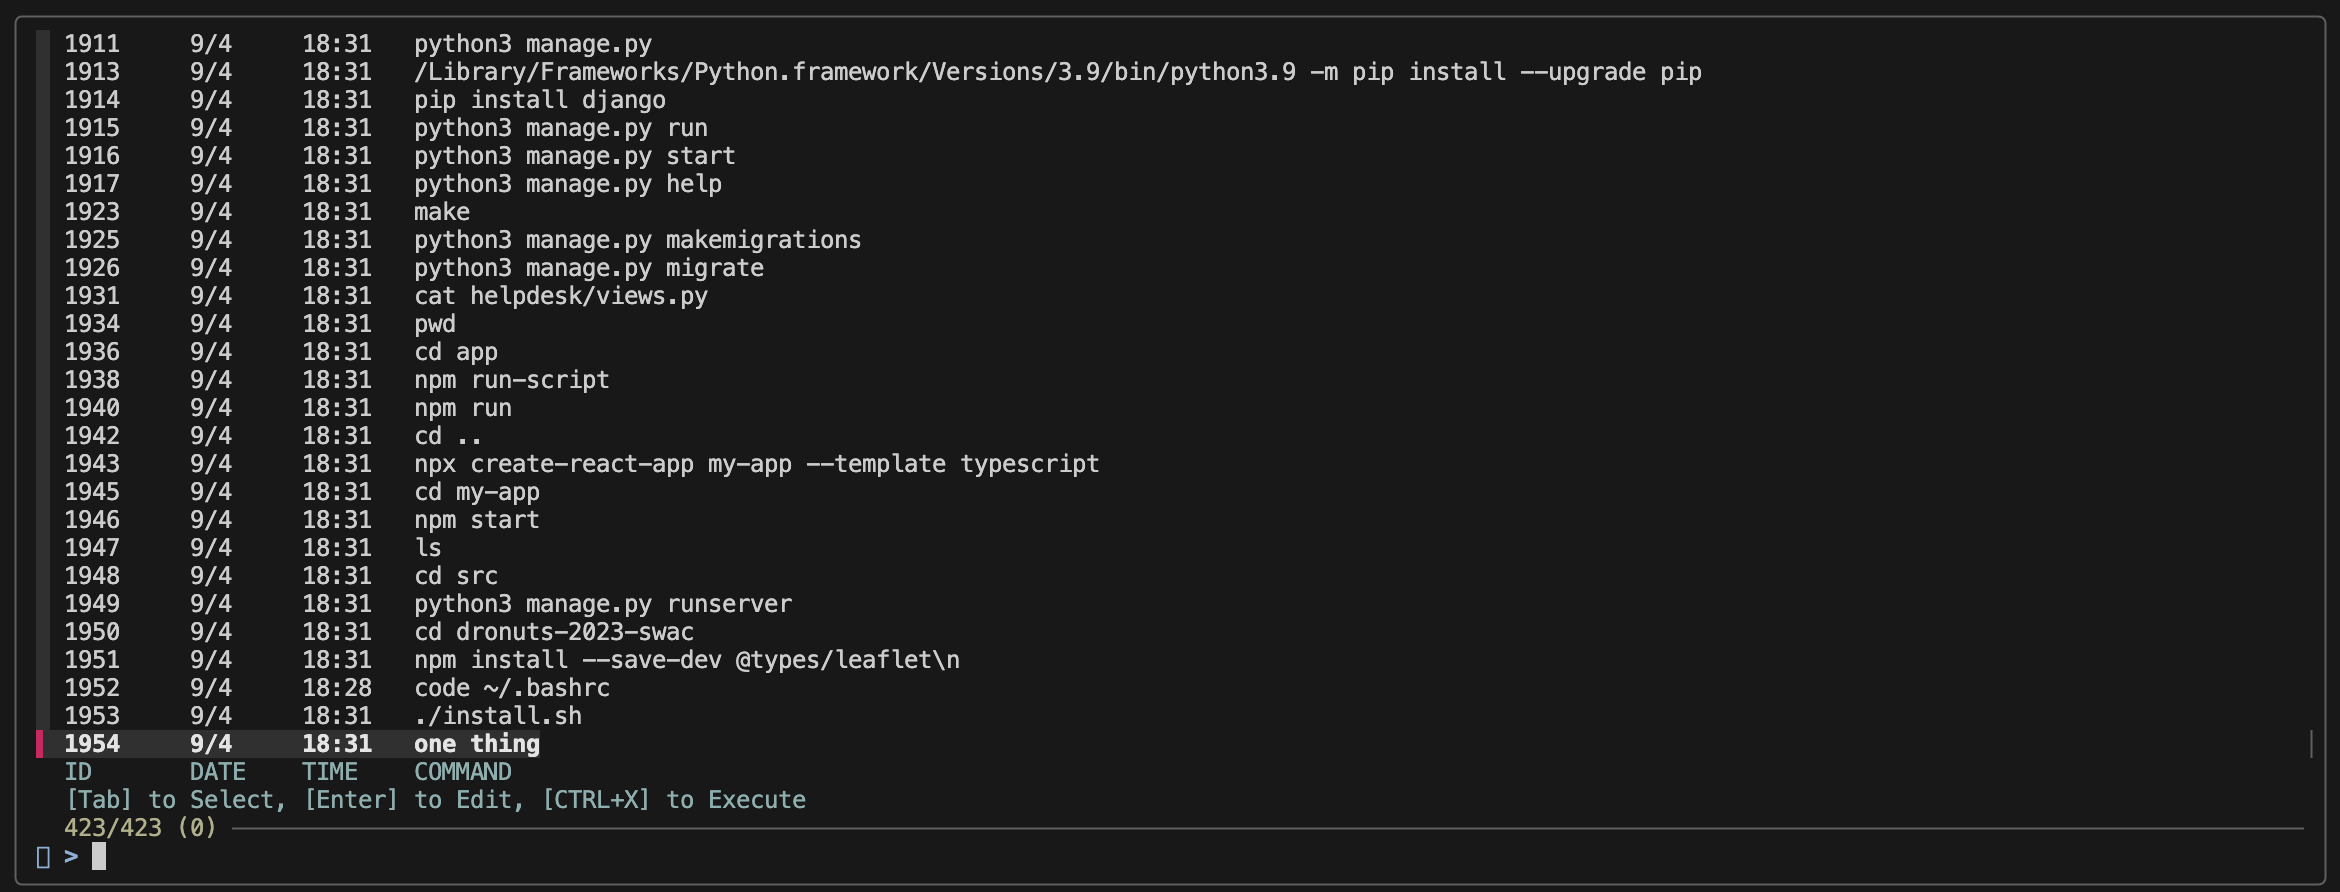 1911 9/4 18:31 python3 manage.py
1913 9/4 18:31 /Library/Frameworks/Python.framework/Versions/3.9/bin/python3.9 -m pip install --upgrade pip
1914 9/4 18:31 pip install django
1915 9/4 18:31 python3 manage.py run
1916 9/4 18:31 python3 manage.py start
1917 9/4 18:31 python3 manage.py help
1923 9/4 18:31 make
1925 9/4 18:31 python3 manage.py makemigrations
1926 9/4 18:31 python3 manage.py migrate
1931 9/4 18:31 cat helpdesk/views.py
1934 9/4 18:31 pwd
1936 9/4 18:31 cd app
1938 9/4 18:31 npm run-script
1940 9/4 18:31 npm run
1942 9/4 18:31 cd ..
1943 9/4 18:31 npx create-react-app my-app --template typescript
1945 9/4 18:31 cd my-app
1946 9/4 18:31 npm start
1947 9/4 18:31 ls
1948 9/4 18:31 cd src
1949 9/4 18:31 python3 manage.py runserver
1950 9/4 18:31 cd dronuts-2023-swac
1951 9/4 18:31 npm install --save-dev @types/leaflet\n
1952 9/4 18:28 code ~/.bashrc
1953 9/4 18:31 ./install.sh
1954 9/4 18:31 one thing
ID DATE TIME COMMAND
[Tab] to Select, [Enter] to Edit, [CTRL+X] to Execute
423/423 (0)
>